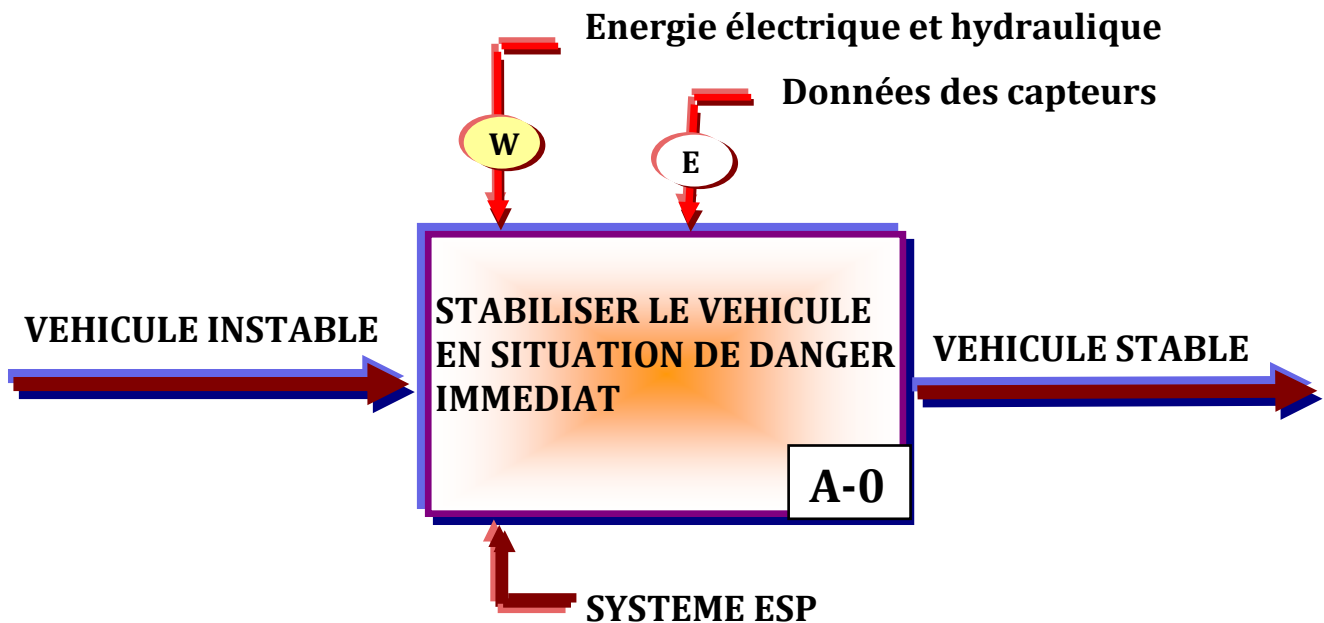 Energie électrique et hydraulique
Données des capteurs
W
E
VEHICULE INSTABLE
STABILISER LE VEHICULE
EN SITUATION DE DANGER
IMMEDIAT
VEHICULE STABLE
A-0
SYSTEME ESP